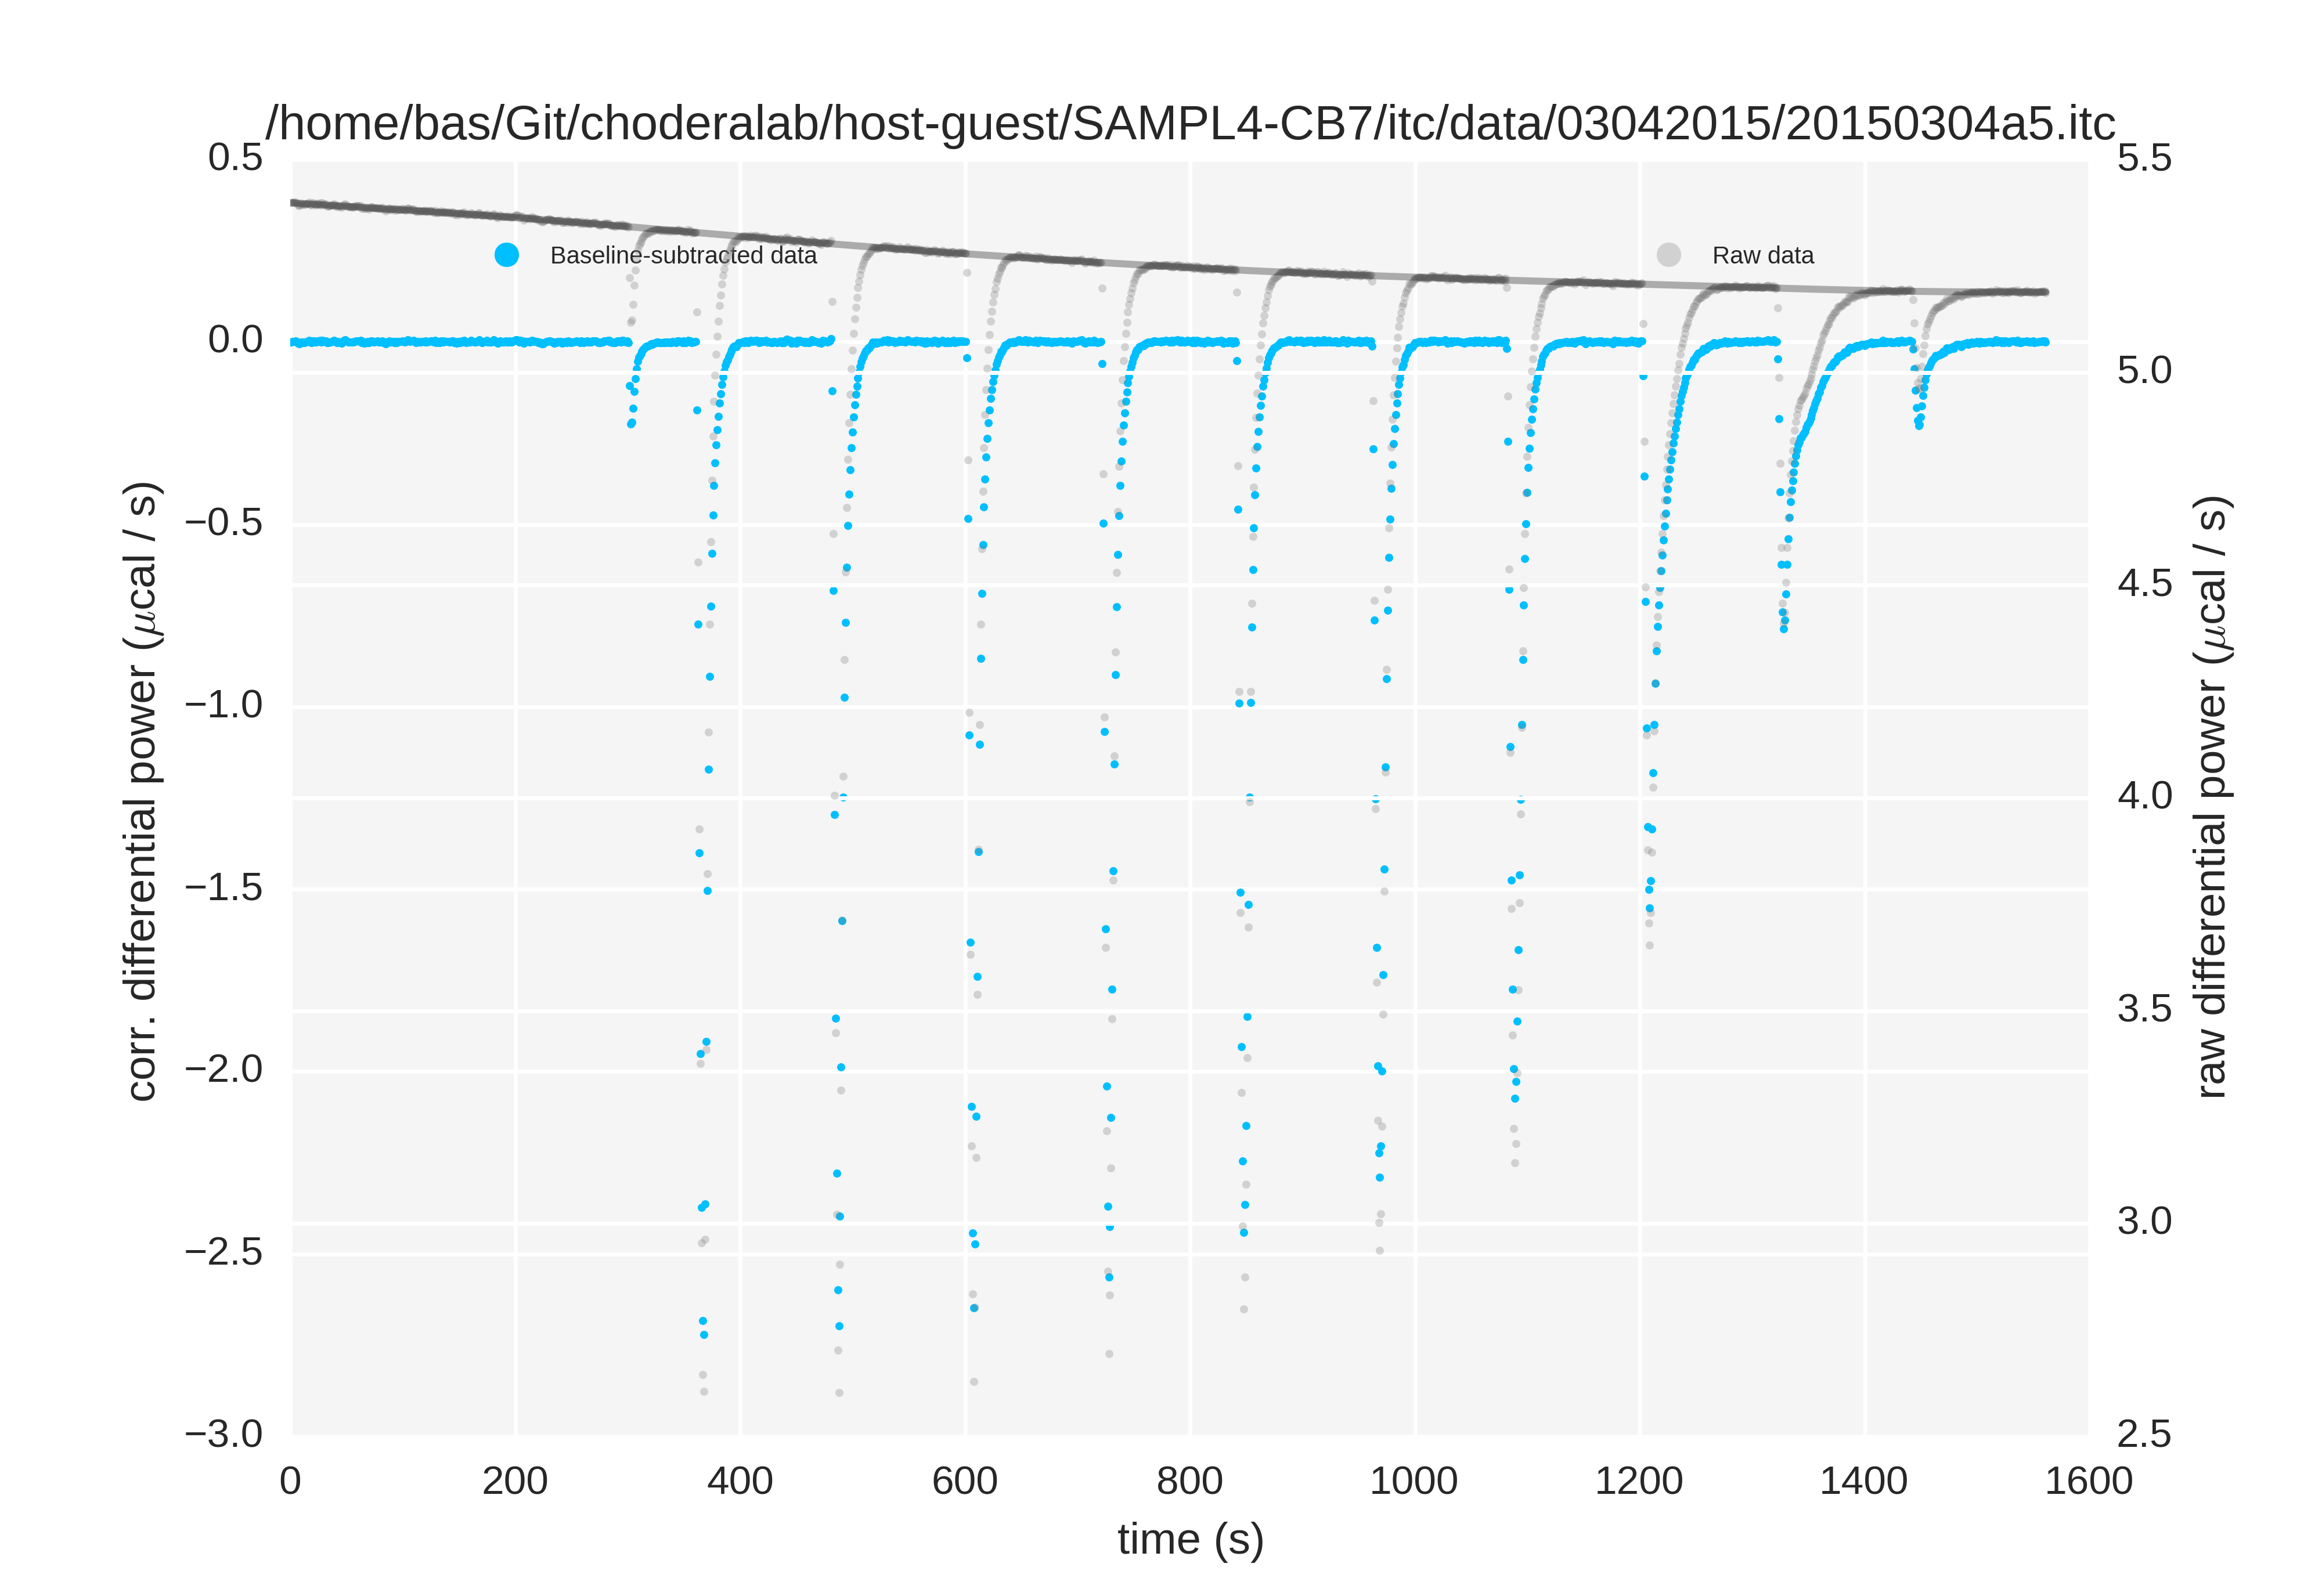 /home/bas/Git/choderalab/host-guest/SAMPL4-CB7/itc/data/03042015/20150304a5.itc
0.5
0.0
−0.5
−1.0
−1.5
−2.0
−2.5
−3.0
corr. differential power (μcal / s)
Baseline-subtracted data
Raw data
5.5
5.0
4.5
4.0
3.5
3.0
2.5
raw differential power (μcal / s)
0 200 400 600 800 1000 1200 1400 1600
time (s)